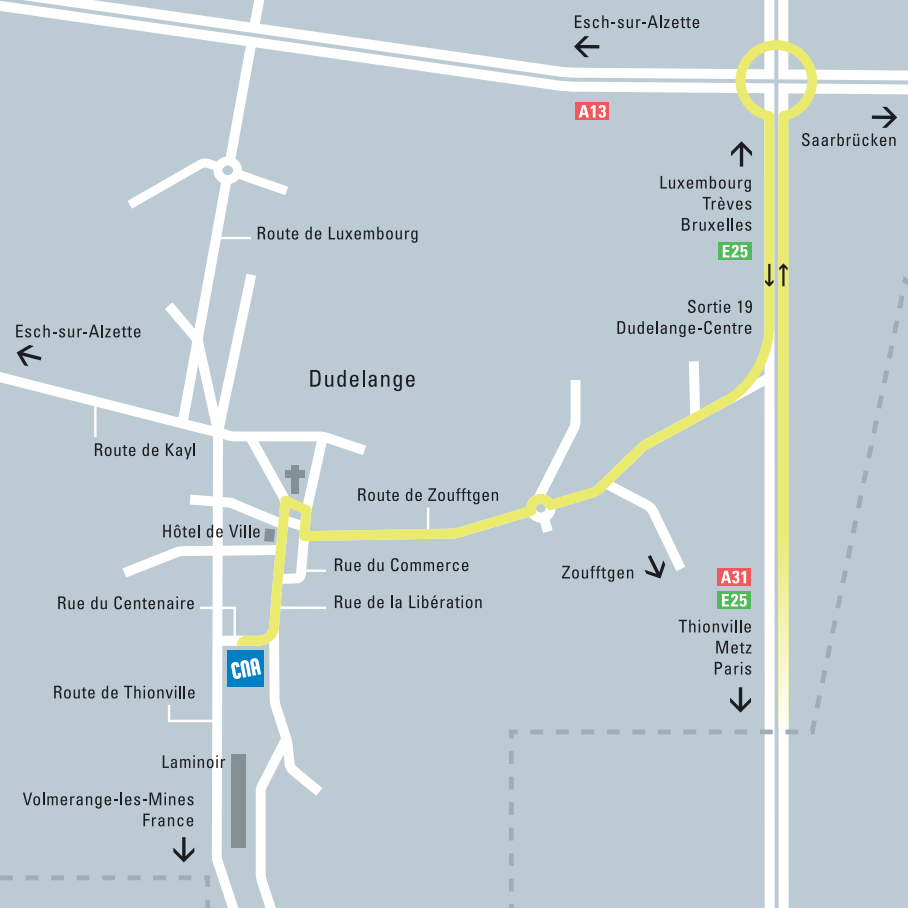 Esch-sur-Alzette
A13
Saarbrücken
Luxembourg
Trèves
Bruxelles
E25
Route de Luxembourg
Sortie 19
Dudelange-Centre
Esch-sur-Alzette
Dudelange
Route de Kayl
Route de Zoufftgen
Hôtel de Ville
Rue du Commerce
Zoufftgen
A31
E25
Rue du Centenaire
Rue de la Libération
Thionville
Metz
Paris
CNA
Route de Thionville
Laminoir
Volmerange-les-Mines
France